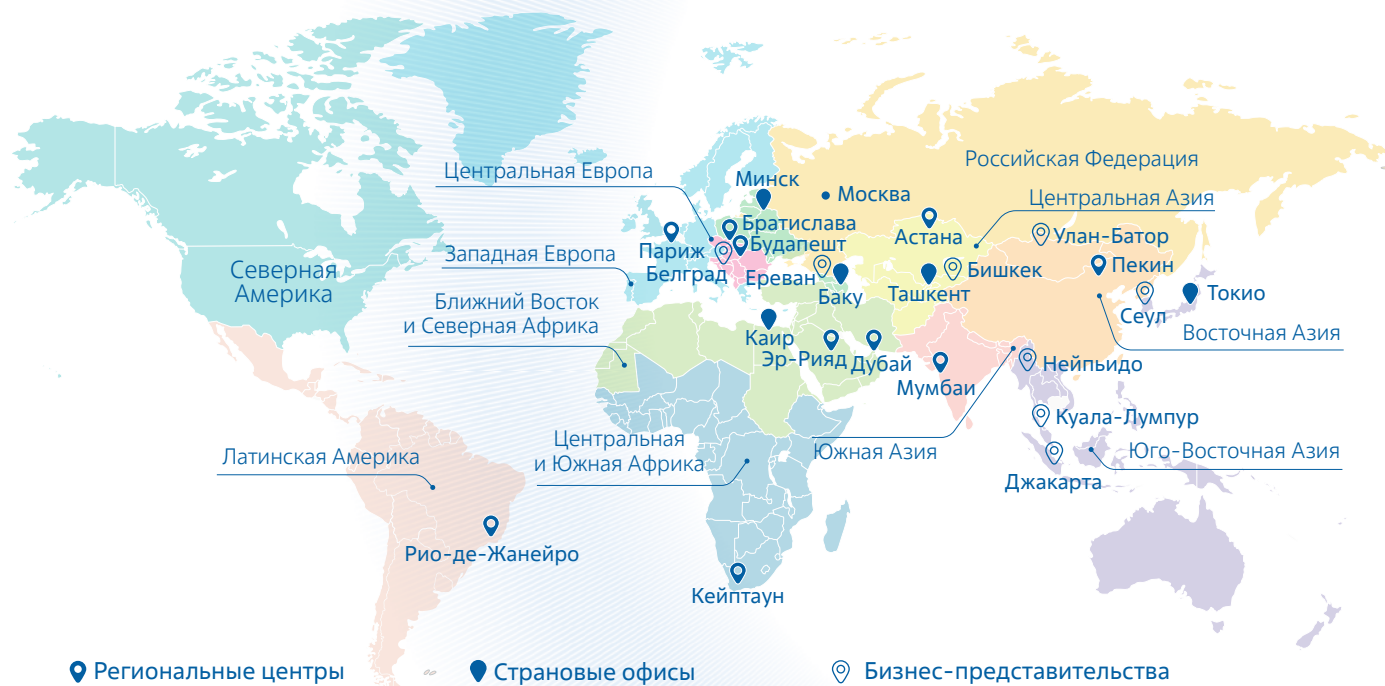 Российская Федерация
Центральная Европа
Минск
Москва
Центральная Азия
Братислава
Астана
Улан-Батор
Париж
Будапешт
Западная Европа
Белград
Ереван
Бишкек
Пекин
Северная
Америка
Баку
Ташкент
Токио
Ближний Восток
и Северная Африка
Сеул
Каир
Восточная Азия
Эр-Рияд
Дубай
Нейпьидо
Мумбаи
Куала-Лумпур
Центральная
и Южная Африка
Южная Азия
Юго-Восточная Азия
Латинская Америка
Джакарта
Рио-де-Жанейро
Кейптаун
Региональные центры
Страновые офисы
Бизнес-представительства